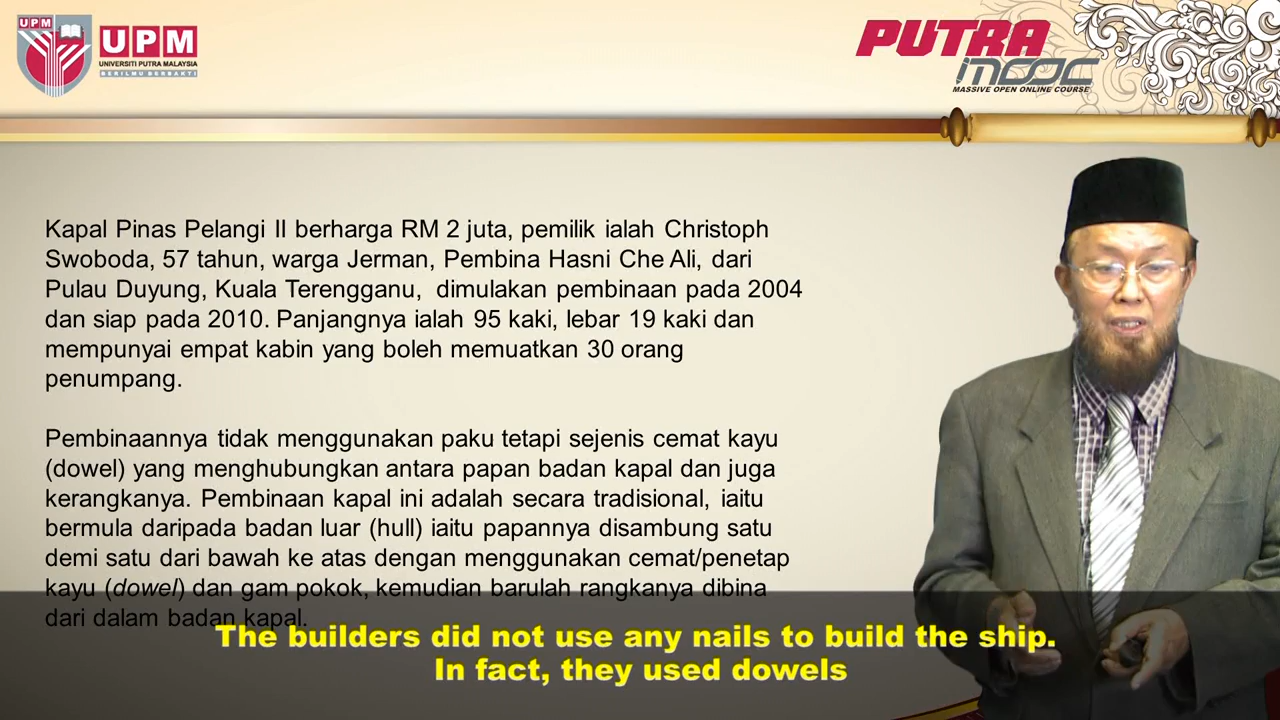 UPM
UPM
UNIVERSITI PUTRA MALAYSIA
BERILMU BERBAKTI
PUTRA
mooc
MASSIVE OPEN ONLINE COURSE
Kapal Pinas Pelangi II berharga RM 2 juta, pemilik ialah Christoph
Swoboda, 57 tahun, warga Jerman, Pembina Hasni Che Ali, dari
Pulau Duyung, Kuala Terengganu, dimulakan pembinaan pada 2004
dan siap pada 2010. Panjangnya ialah 95 kaki, lebar 19 kaki dan
mempunyai empat kabin yang boleh memuatkan 30 orang
penumpang.
Pembinaannya tidak menggunakan paku tetapi sejenis cemat kayu
(dowel) yang menghubungkan antara papan badan kapal dan juga
kerangkanya. Pembinaan kapal ini adalah secara tradisional, iaitu
bermula daripada badan luar (hull) iaitu papannya disambung satu
demi satu dari bawah ke atas dengan menggunakan cemat/penetap
kayu (dowel) dan gam pokok, kemudian barulah rangkanya dibina
dari dalam badan kapal.
The builders did not use any nails to build the ship.
In fact, they used dowels